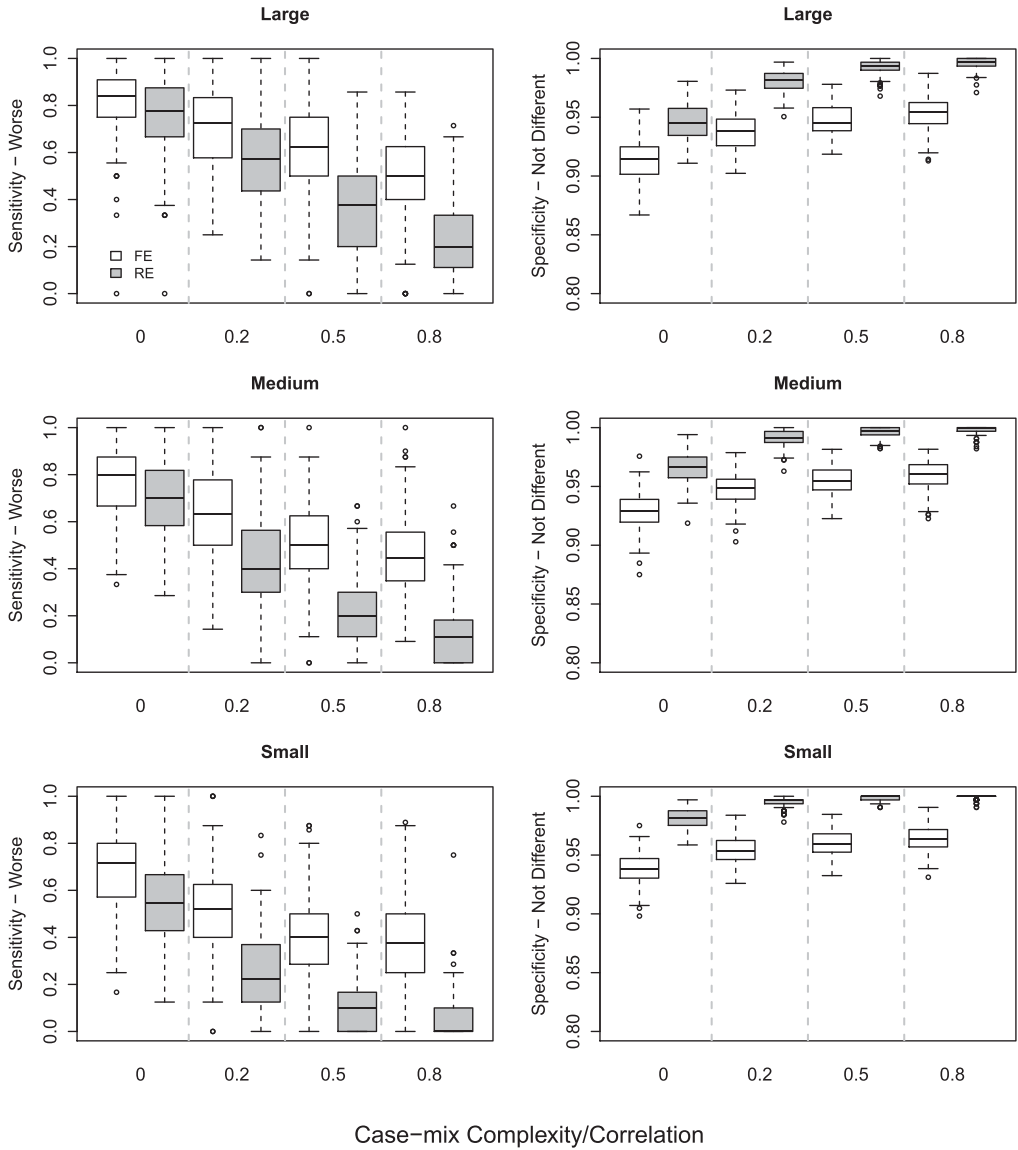 Large
Sensitivity − Worse
1.0
0.8
0.6
0.4
0.2
0.0
FE
RE
0 0.2 0.5 0.8
Large
Specificity − Not Different
1.00
0.95
0.90
0.85
0.80
0 0.2 0.5 0.8
Medium
Sensitivity − Worse
1.0
0.8
0.6
0.4
0.2
0.0
0 0.2 0.5 0.8
Medium
Specificity − Not Different
1.00
0.95
0.90
0.85
0.80
0 0.2 0.5 0.8
Small
Sensitivity − Worse
1.0
0.8
0.6
0.4
0.2
0.0
0 0.2 0.5 0.8
Small
Specificity − Not Different
1.00
0.95
0.90
0.85
0.80
0 0.2 0.5 0.8
Case−mix Complexity/Correlation